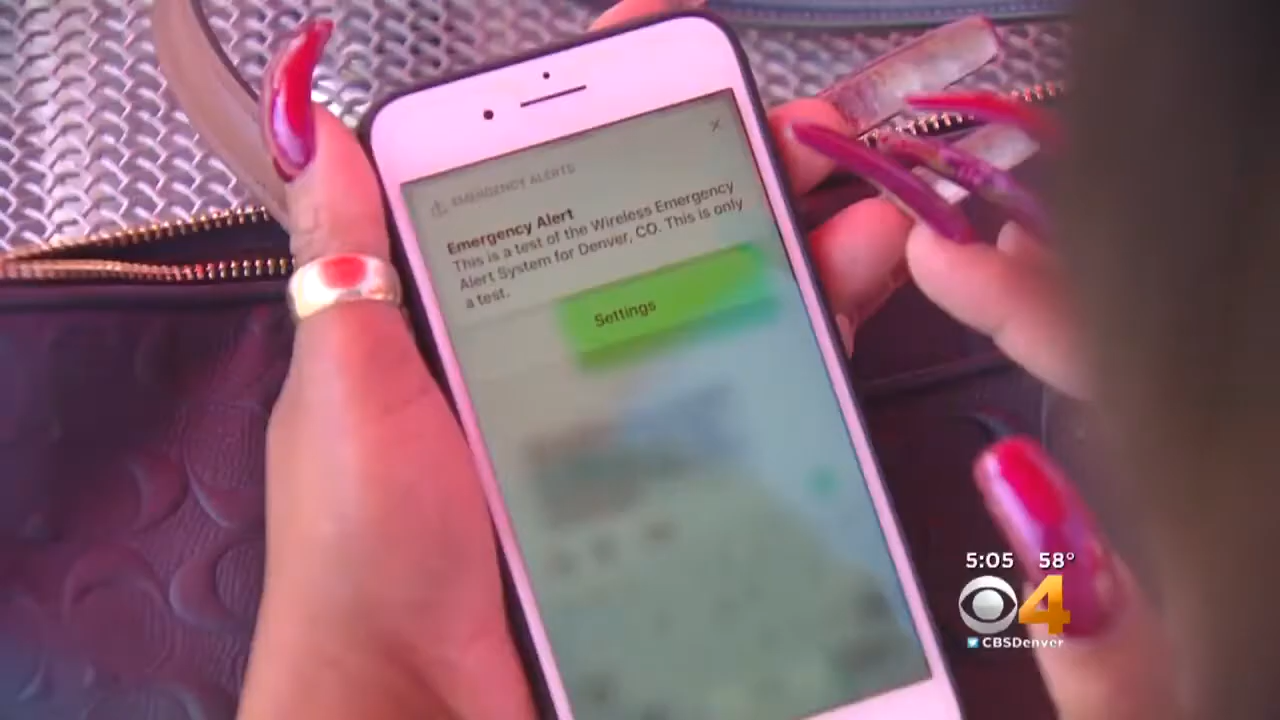 EMERGENCY ALERTS
Emergency Alert
This is a test of the Wireless Emergency
Alert System for Denver, CO. This is only
a test.
Settings
5:05 58°
4
CBSDenver